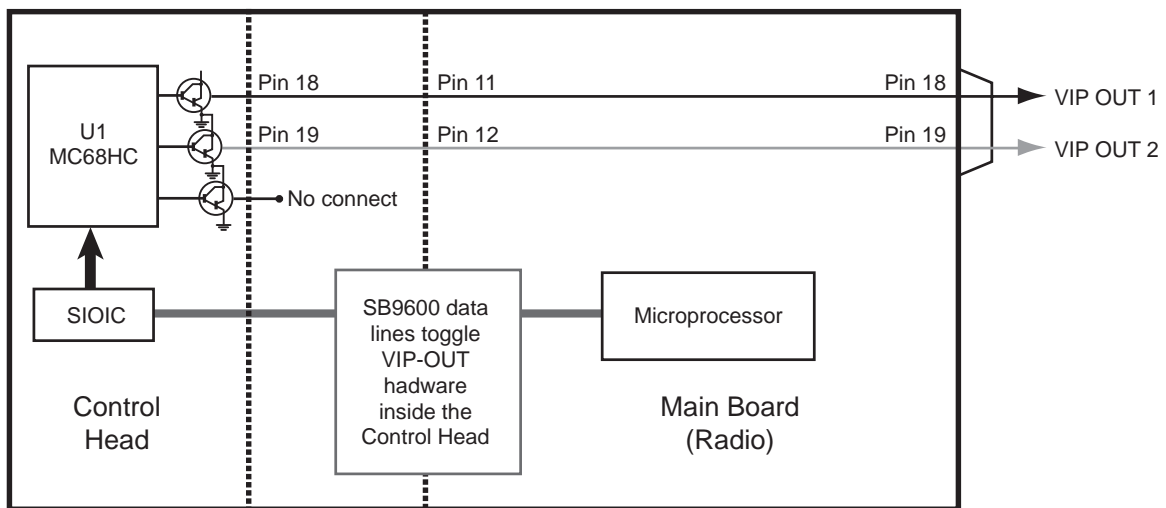 Pin 18
Pin 11
Pin 18
VIP OUT 1
U1
MC68HC
Pin 19
Pin 12
Pin 19
VIP OUT 2
No connect
SIOIC
SB9600 data
lines toggle
VIP-OUT
hadware
inside the
Control Head
Microprocessor
Control
Head
Main Board
(Radio)